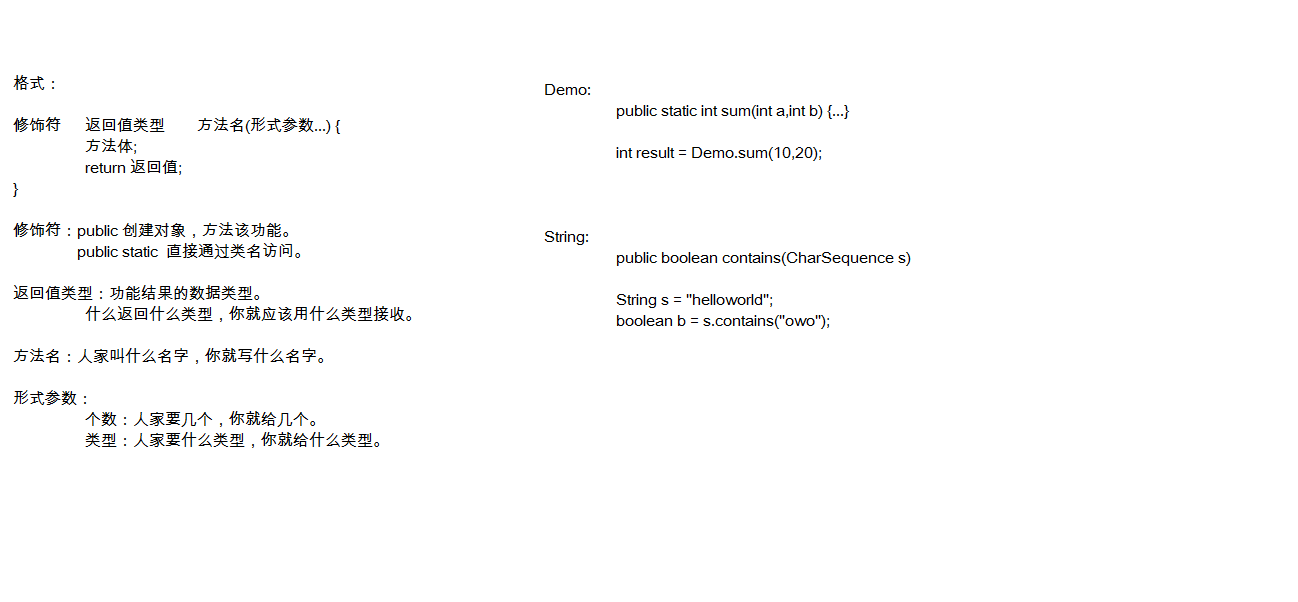 格式：
修饰符 返回值类型 方法名(形式参数...) {
方法体;
return 返回值;
}
修饰符：public 创建对象，方法该功能。
public static 直接通过类名访问。
返回值类型：功能结果的数据类型。
什么返回什么类型，你就应该用什么类型接收。
方法名：人家叫什么名字，你就写什么名字。
形式参数：
个数：人家要几个，你就给几个。
类型：人家要什么类型，你就给什么类型。
Demo:
public static int sum(int a,int b) {...}
int result = Demo.sum(10,20);
String:
public boolean contains(CharSequence s)
String s = "helloworld";
boolean b = s.contains("owo");